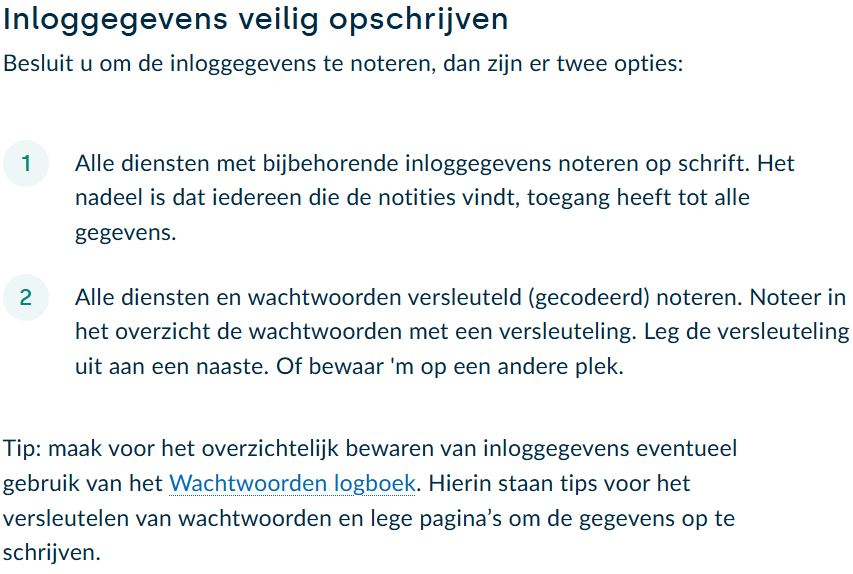 Inloggegevens veilig opschrijven
Besluit u om de inloggegevens te noteren, dan zijn er twee opties:
1 Alle diensten met bijbehorende inloggegevens noteren op schrift. Het
nadeel is dat iedereen die de notities vindt, toegang heeft tot alle
gegevens.
2 Alle diensten en wachtwoorden versleuteld (gecodeerd) noteren. Noteer in
het overzicht de wachtwoorden met een versleuteling. Leg de versleuteling
uit aan een naaste. Of bewaar 'm op een andere plek.
Tip: maak voor het overzichtelijk bewaren van inloggegevens eventueel
gebruik van het Wachtwoorden logboek. Hierin staan tips voor het
versleutelen van wachtwoorden en lege pagina’s om de gegevens op te
schrijven.